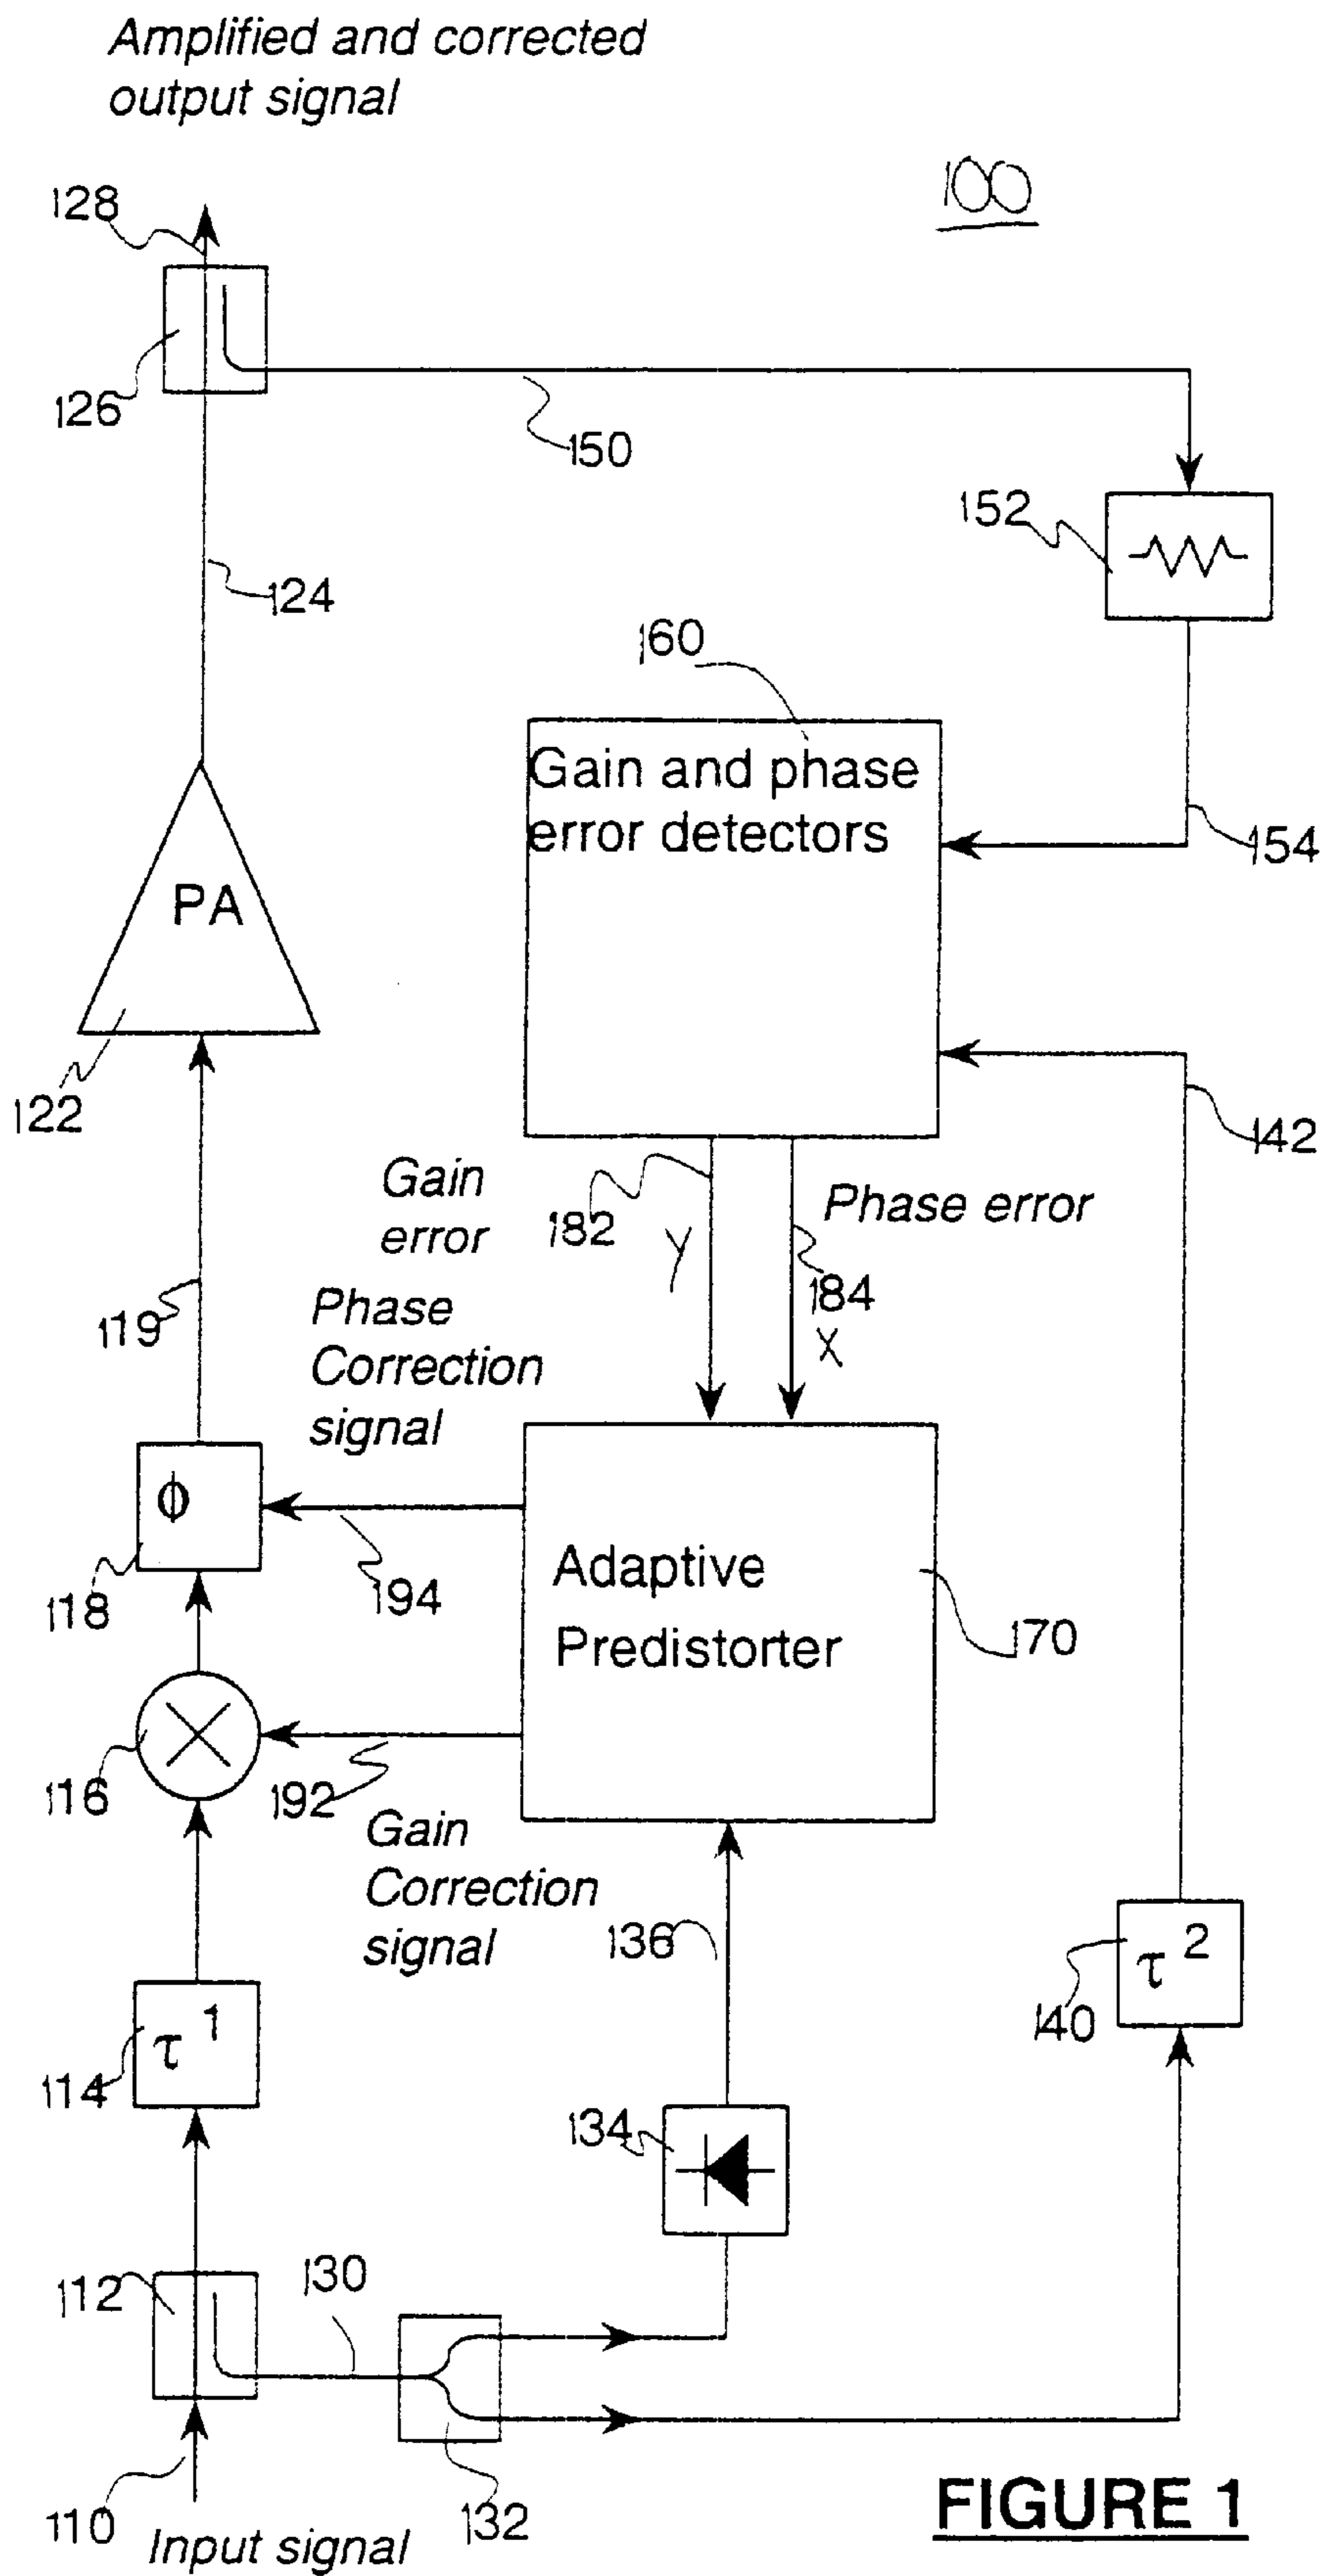 Amplified and corrected
output signal
100
128
126
150
152
124
160
Gain and phase
error detectors
154
PA
122
142
Gain
error
182
Y
Phase error
184
X
119
Phase
Correction
signal
ϕ
118
194
Adaptive
Predistorter
170
116
192
Gain
Correction
signal
136
τ 2
140
τ 1
114
134
112
130
132
110
Input signal
FIGURE 1